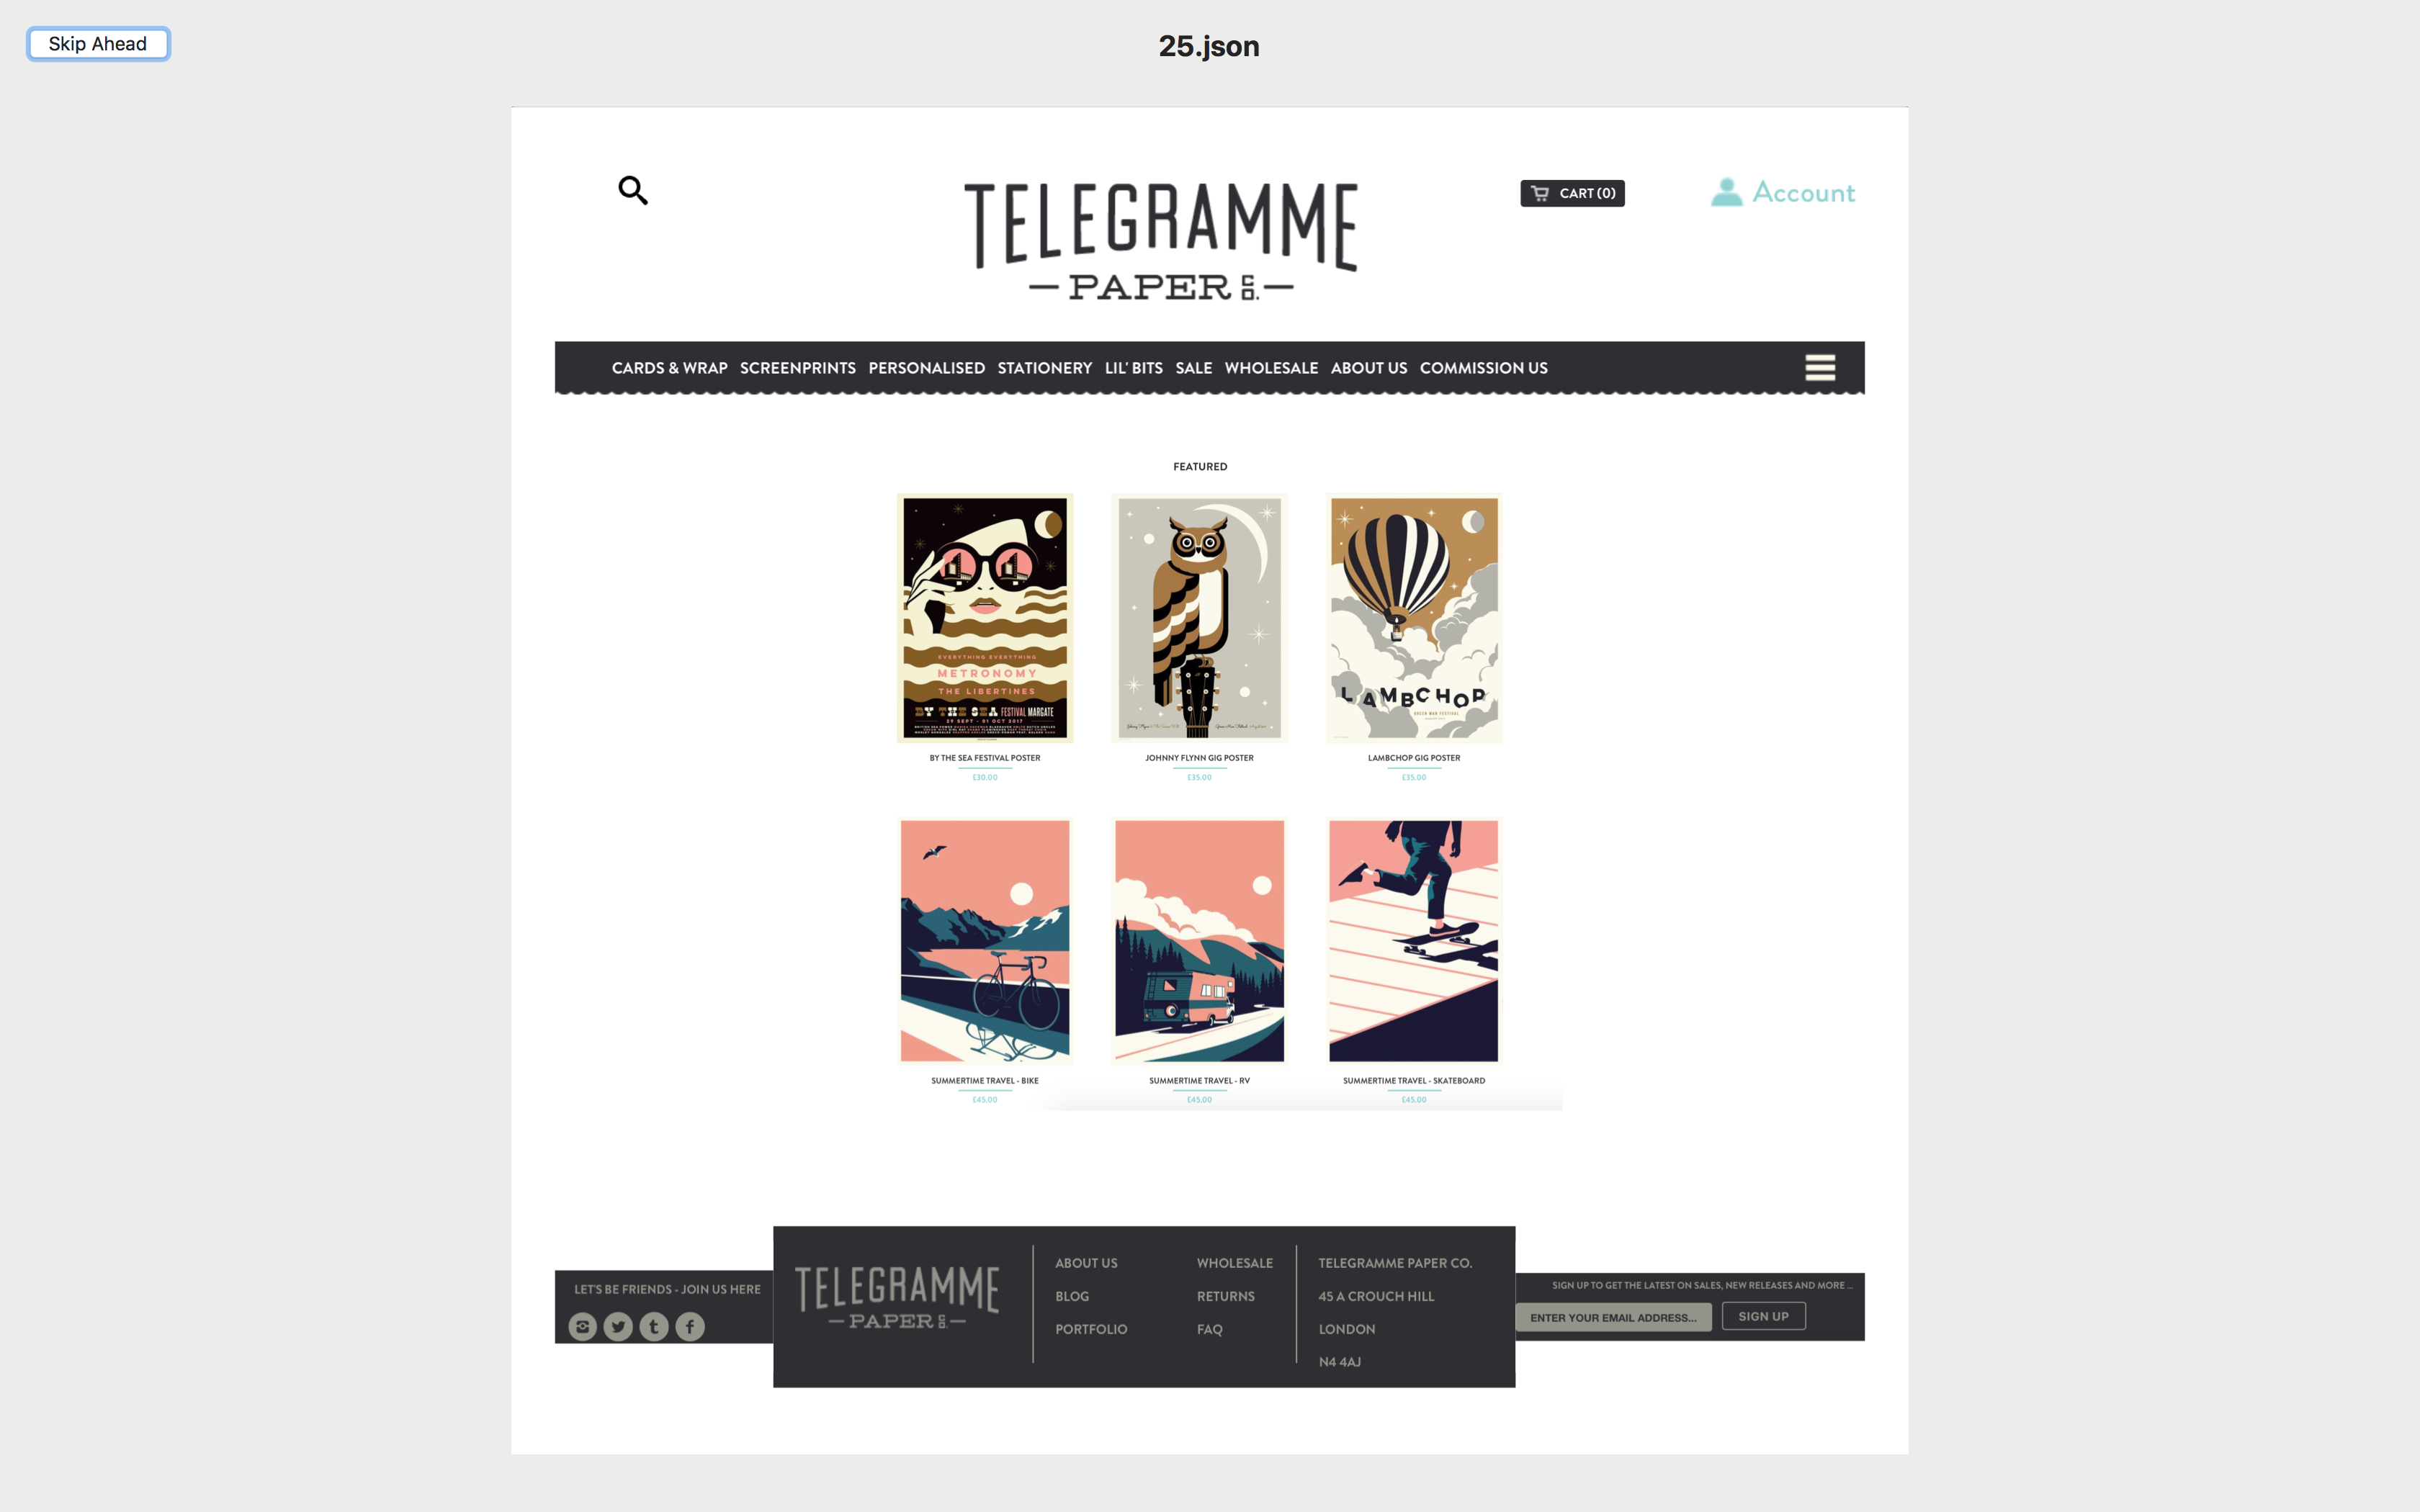 Skip Ahead
25.json
TELEGRAMME
PAPER CO.
CART (0)
Account
CARDS & WRAP SCREENPRINTS PERSONALISED STATIONERY LIL' BITS SALE WHOLESALE ABOUT US COMMISSION US
FEATURED
EVERYTHING EVERYTHING
METRONOMY
THE LIBERTINES
BY THE SEA FESTIVAL MARGATE
29 SEPT - 01 OCT 2017
LAMBCHOP
GREEN MAN FESTIVAL
BY THE SEA FESTIVAL POSTER
£30.00
JOHNNY FLYNN GIG POSTER
£35.00
LAMBCHOP GIG POSTER
£35.00
SUMMERTIME TRAVEL - BIKE
£45.00
SUMMERTIME TRAVEL - RV
£45.00
SUMMERTIME TRAVEL - SKATEBOARD
£45.00
LET'S BE FRIENDS - JOIN US HERE
TELEGRAMME
PAPER CO.
ABOUT US
BLOG
PORTFOLIO
WHOLESALE
RETURNS
FAQ
TELEGRAMME PAPER CO.
45 A CROUCH HILL
LONDON
N4 4AJ
SIGN UP TO GET THE LATEST ON SALES, NEW RELEASES AND MORE ...
ENTER YOUR EMAIL ADDRESS...
SIGN UP